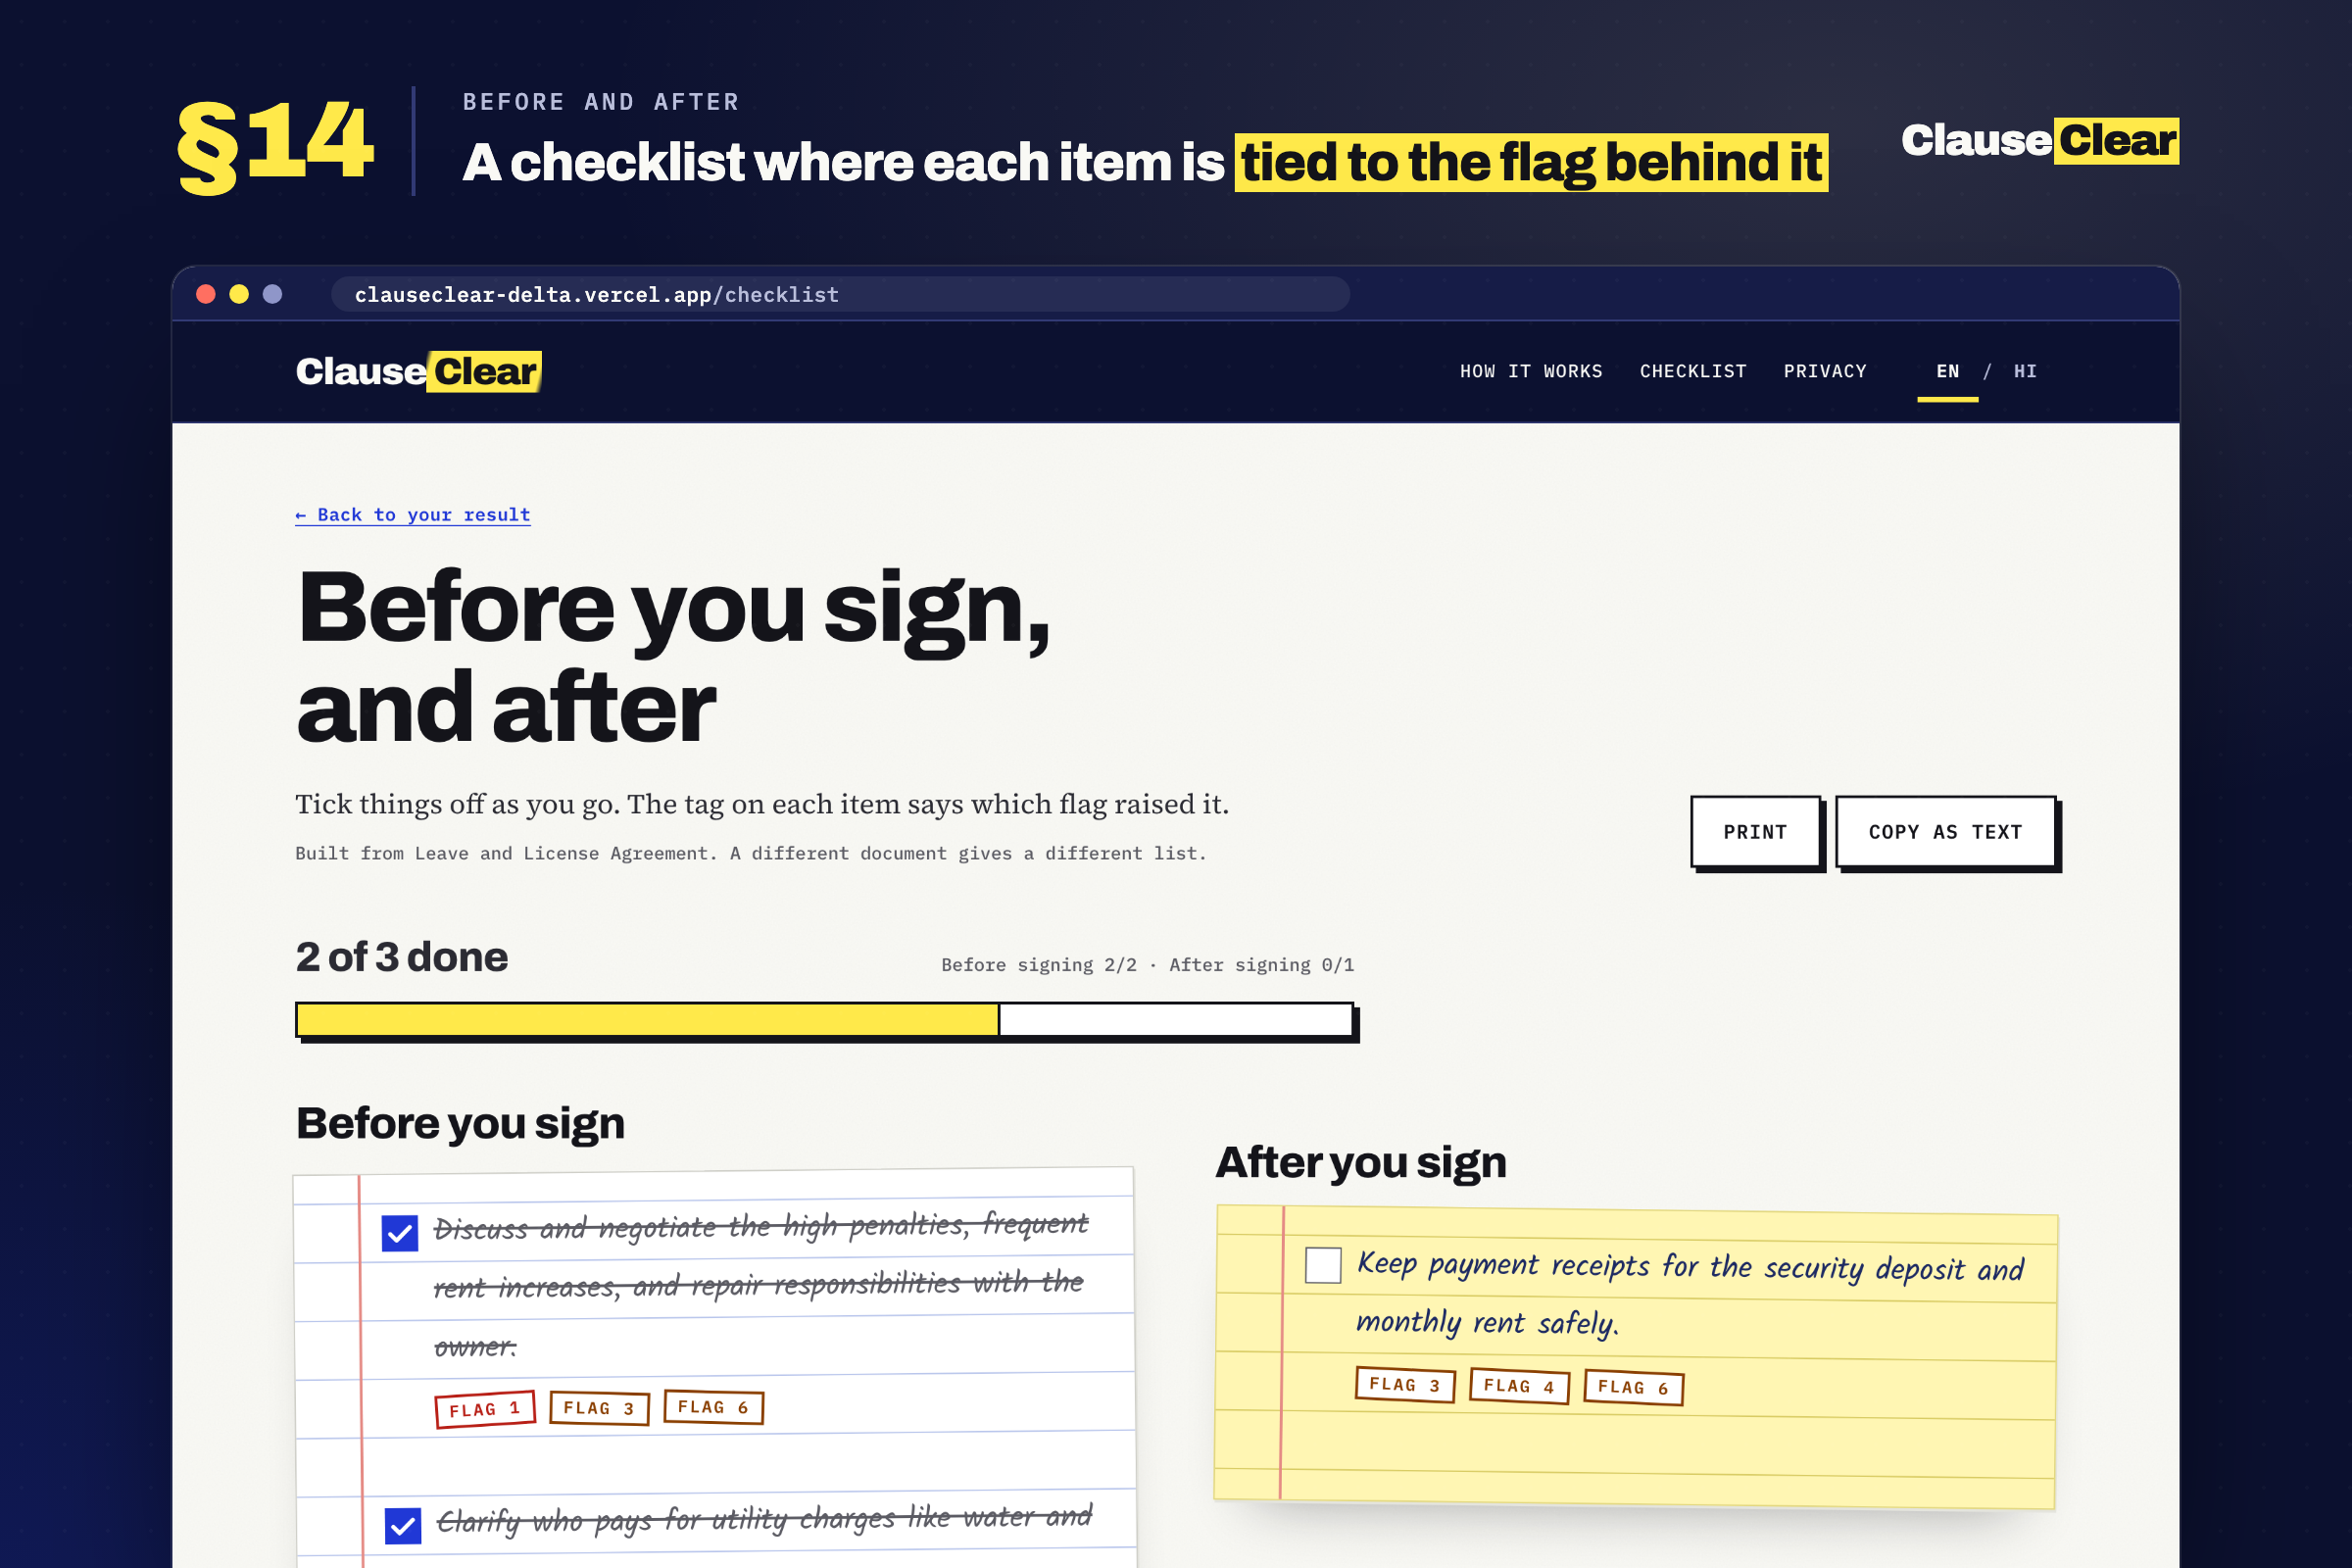 §14
BEFORE AND AFTER
A checklist where each item is tied to the flag behind it
ClauseClear
clauseclear-delta.vercel.app/checklist
ClauseClear
HOW IT WORKS CHECKLIST PRIVACY EN / HI
← Back to your result
Before you sign,
and after
Tick things off as you go. The tag on each item says which flag raised it.
Built from Leave and License Agreement. A different document gives a different list.
PRINT COPY AS TEXT
2 of 3 done
Before signing 2/2 · After signing 0/1
Before you sign
Discuss and negotiate the high penalties, frequent
rent increases, and repair responsibilities with the
owner.
FLAG 1 FLAG 3 FLAG 6
Clarify who pays for utility charges like water and
After you sign
Keep payment receipts for the security deposit and
monthly rent safely.
FLAG 3 FLAG 4 FLAG 6